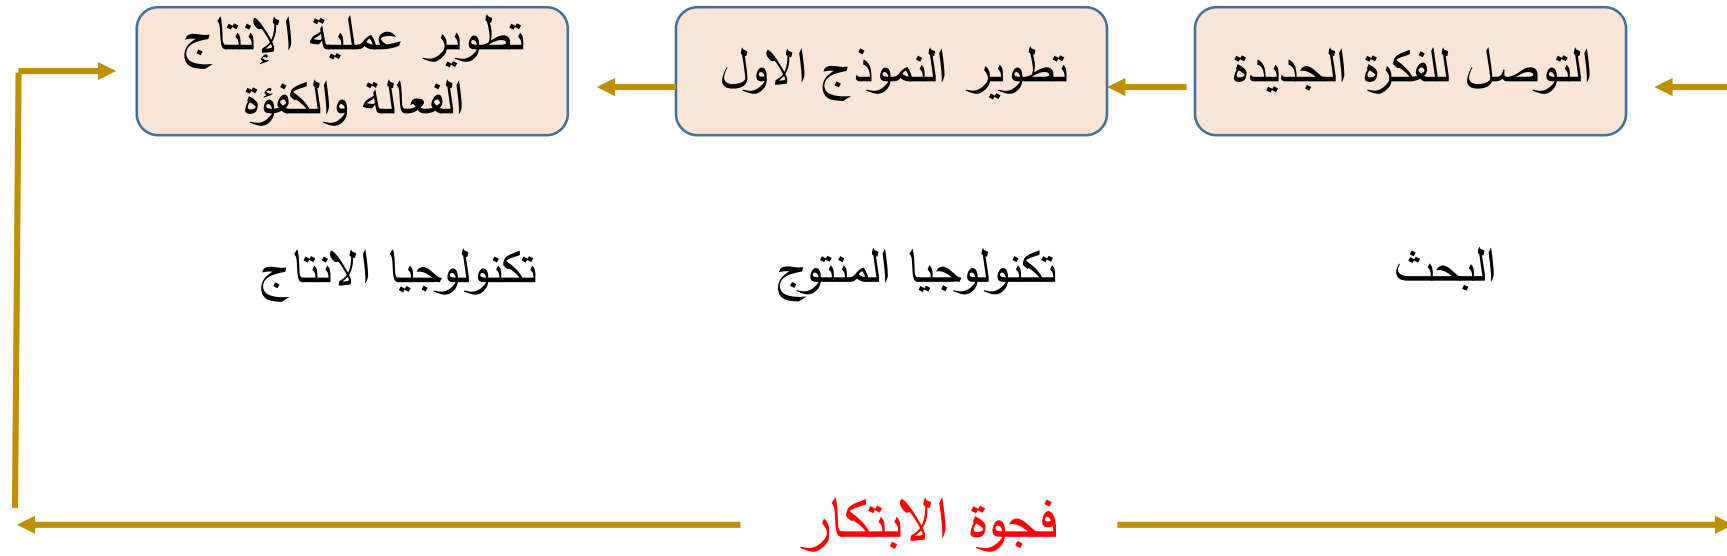 التوصل للفكرة الجديدة
تطوير النموذج الاول
تطوير عملية الإنتاج
الفعالة والكفؤة
البحث
تكنولوجيا المنتوج
تكنولوجيا الانتاج
فجوة الابتكار